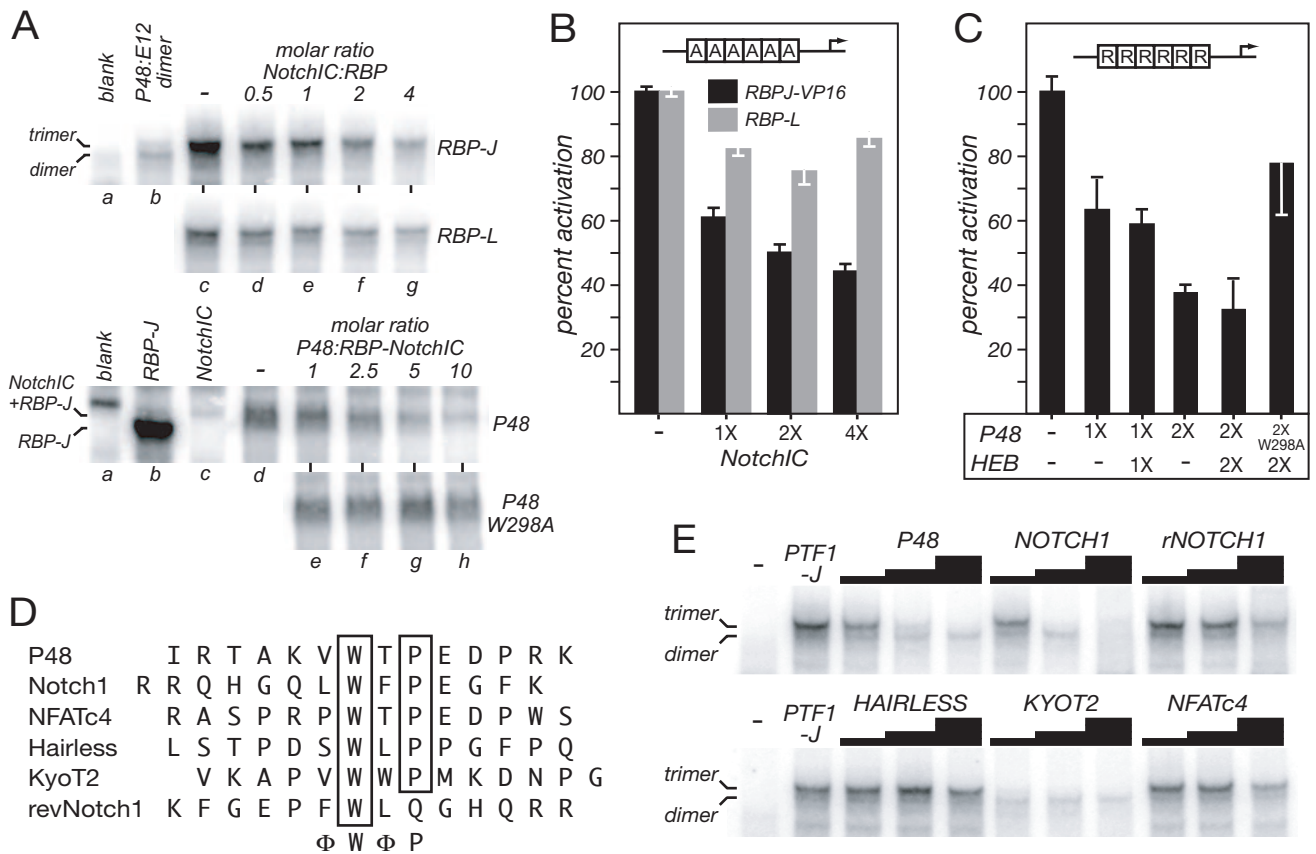 A
blank
P48:E12
dimer
molar ratio
NotchIC:RBP
- 0.5 1 2 4
trimer
dimer
RBP-J
a b
RBP-L
c d e f g
blank
RBP-J
NotchIC
molar ratio
P48:RBP-NotchIC
- 1 2.5 5 10
NotchIC
+RBP-J
RBP-J
P48
a b c d
P48
W298A
e f g h
B
A A A A A A
RBPJ-VP16
RBP-L
percent activation
100
80
60
40
20
- 1X 2X 4X
NotchIC
C
R R R R R R
percent activation
100
80
60
40
20
P48 - 1X 1X 2X 2X 2X W298A
HEB - - 1X - 2X 2X
D
P48 I R T A K V W T P E D P R K
Notch1 R R Q H G Q L W F P E G F K
NFATc4 R A S P R P W T P E D P W S
Hairless L S T P D S W L P P G F P Q
KyoT2 V K A P V W W P M K D N P G
revNotch1 K F G E P F W L Q G H Q R R
Φ W Φ P
E
- PTF1
-J
P48 NOTCH1 rNOTCH1
trimer
dimer
- PTF1
-J
HAIRLESS KYOT2 NFATc4
trimer
dimer